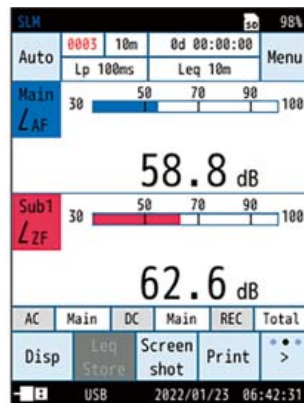 SLM SD 98%
Auto 0003 10m 0d 00:00:00 Menu
Lp 100ms Leq 10m
Main 30 50 70 90 100
LAF
58.8 dB
Sub1 30 50 70 90 100
LZF
62.6 dB
AC Main DC Main REC Total
Disp Leq Store Screen shot Print >
USB 2022/01/23 06:42:31